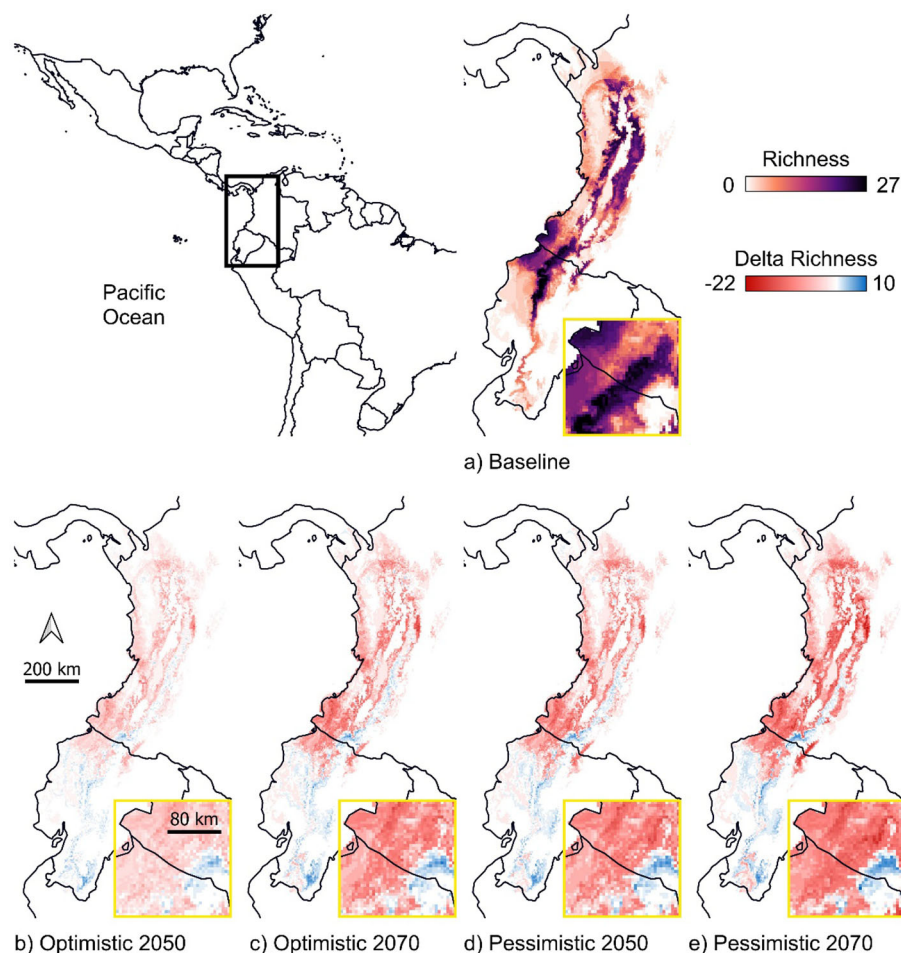 Pacific
Ocean
Richness
0
27
Delta Richness
-22
10
a) Baseline
200 km
80 km
b) Optimistic 2050
c) Optimistic 2070
d) Pessimistic 2050
e) Pessimistic 2070